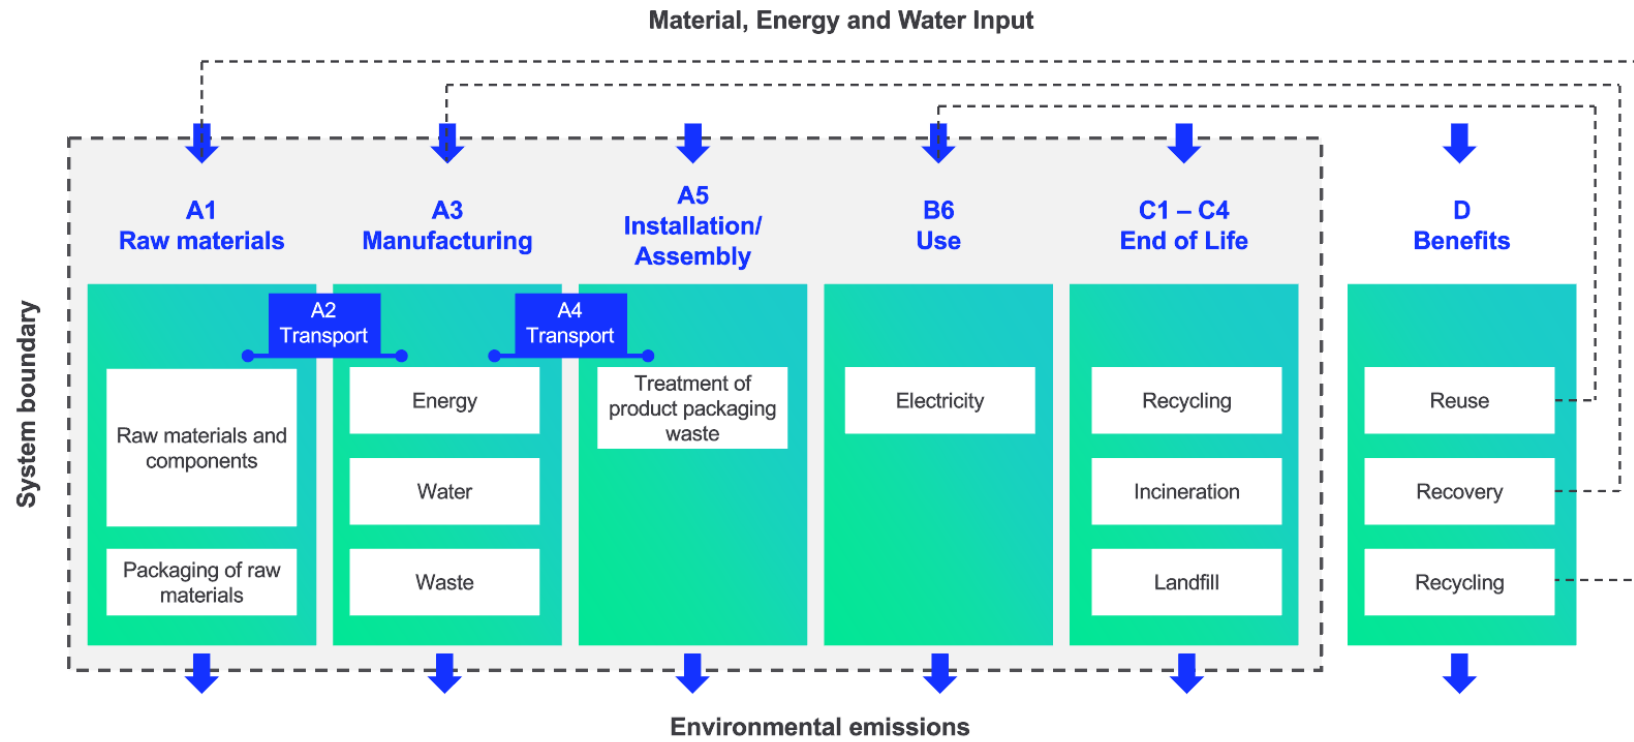 Material, Energy and Water Input
System boundary
A1
Raw materials
A3
Manufacturing
A5
Installation/
Assembly
B6
Use
C1 – C4
End of Life
D
Benefits
A2
Transport
A4
Transport
Raw materials and
components
Packaging of raw
materials
Energy
Water
Waste
Treatment of
product packaging
waste
Electricity
Recycling
Incineration
Landfill
Reuse
Recovery
Recycling
Environmental emissions